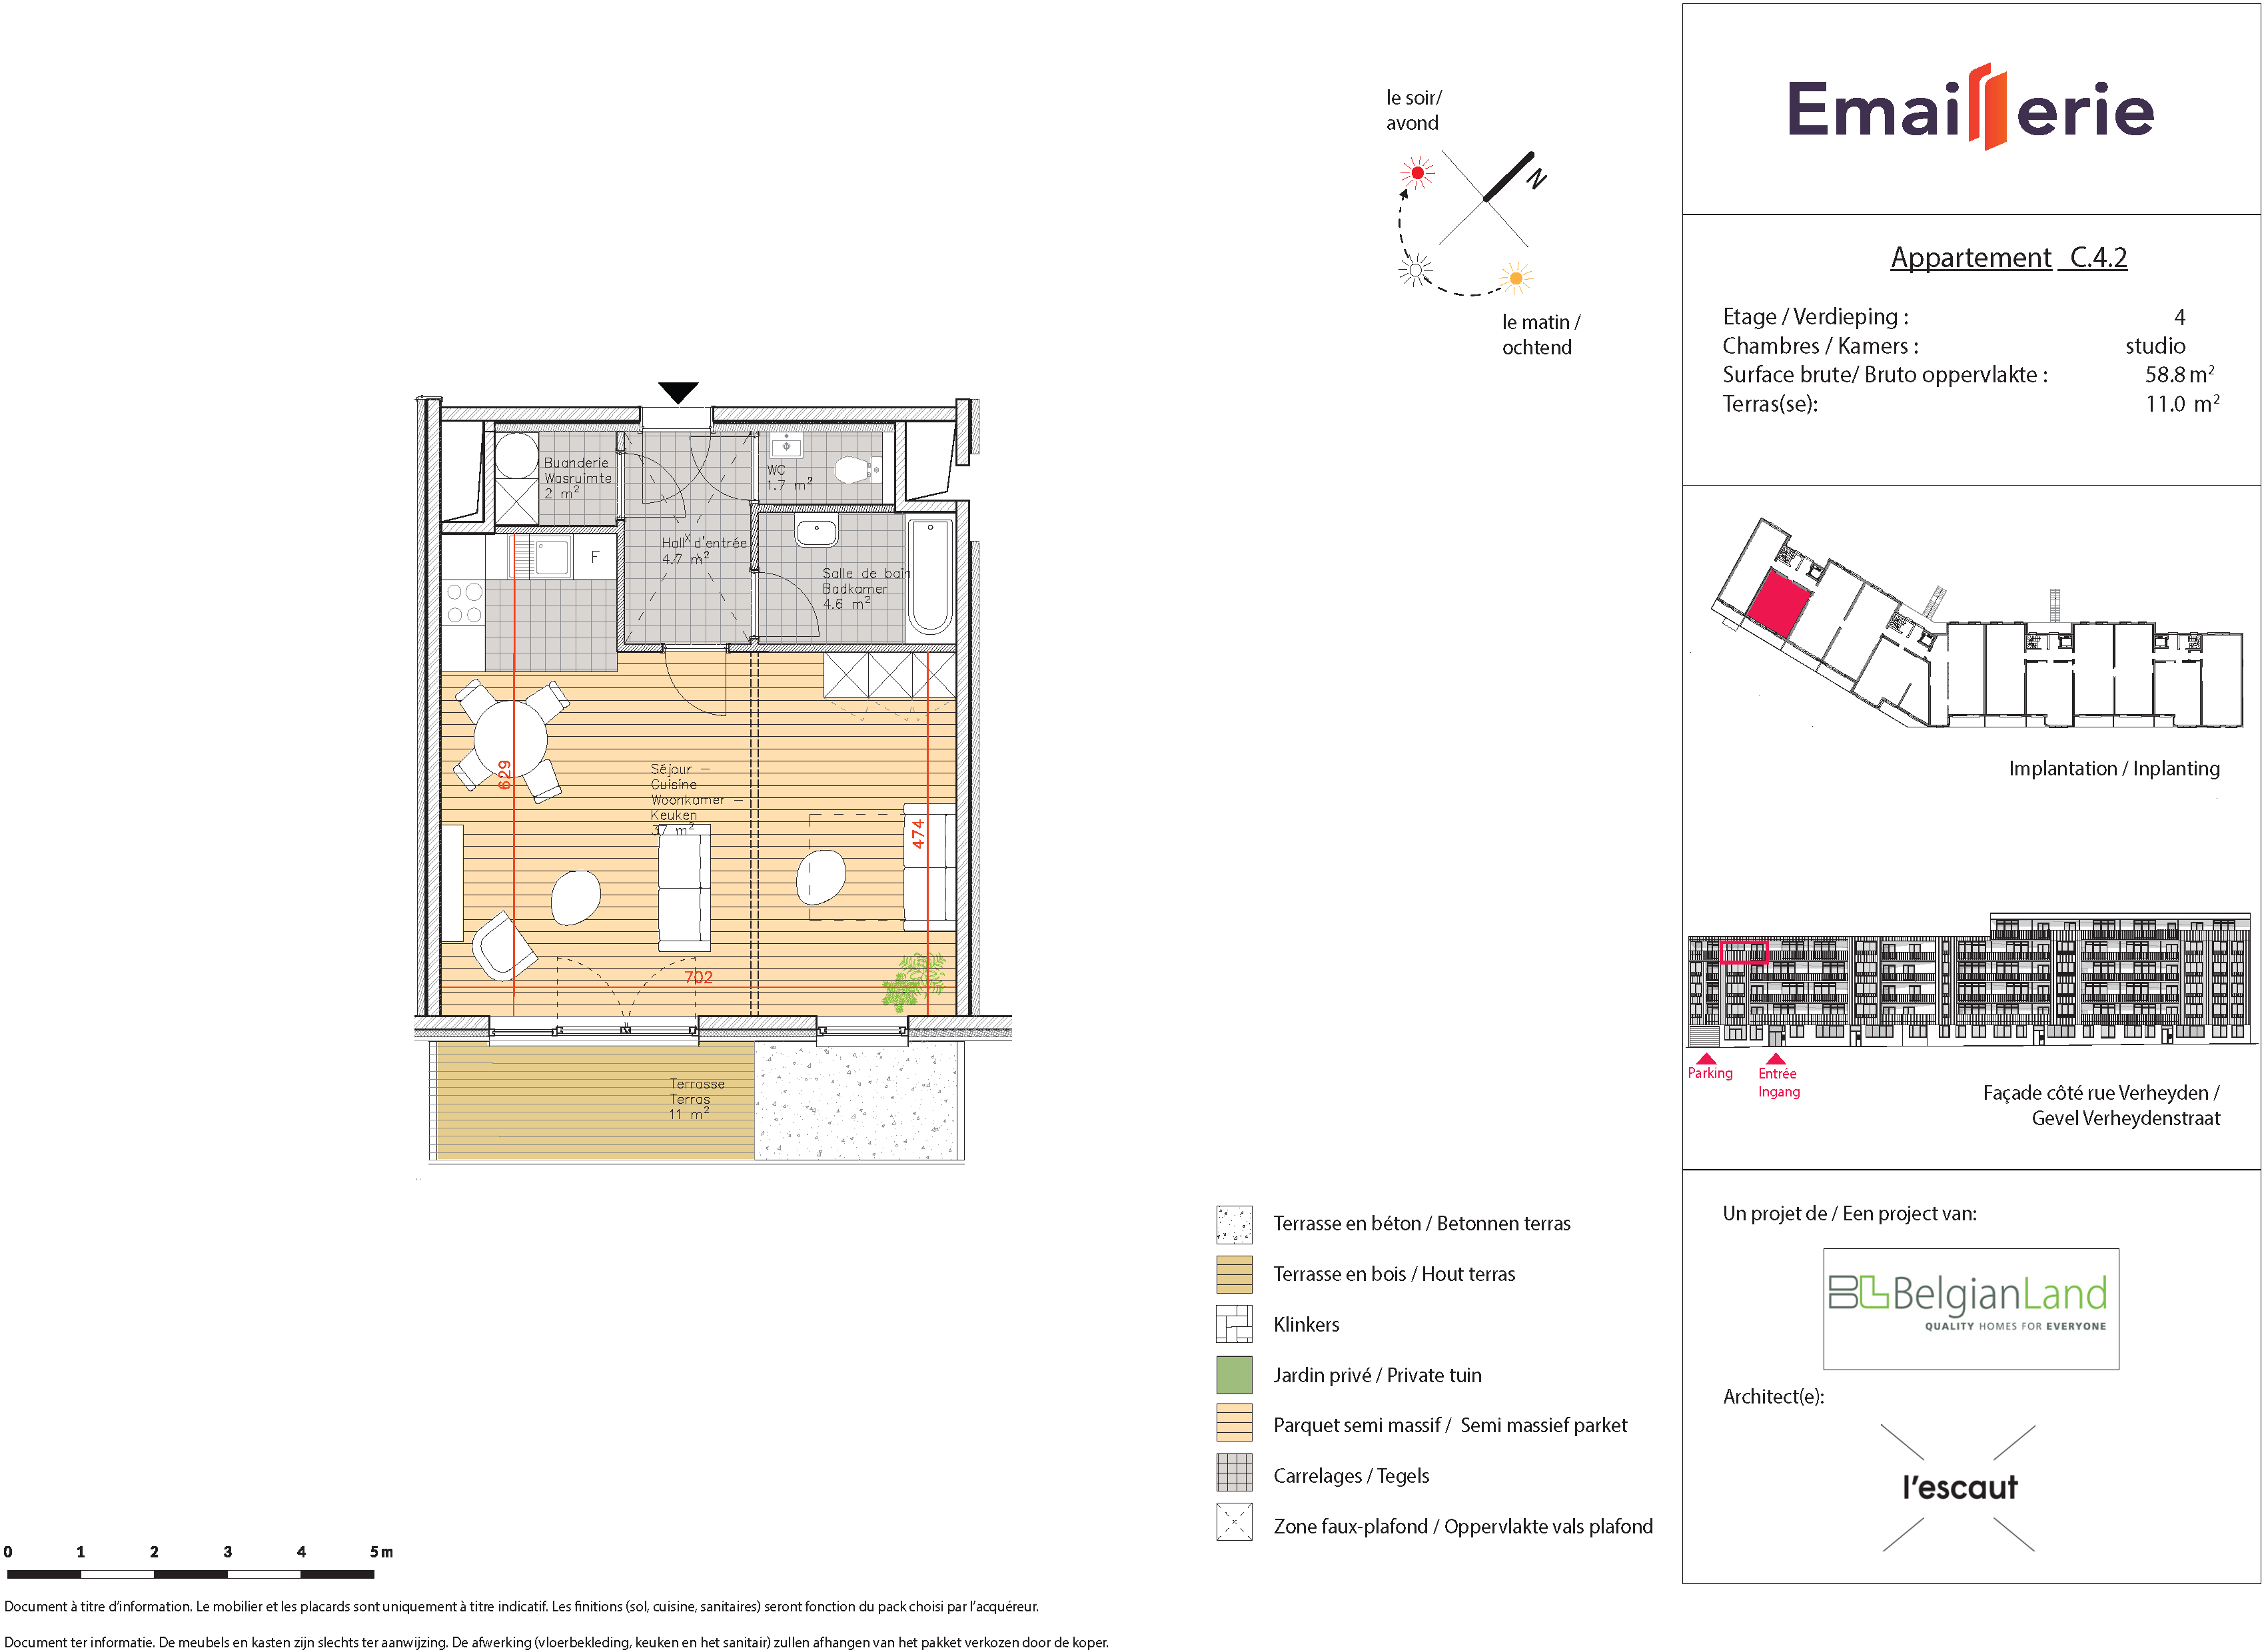 Emaillerie
Appartement C.4.2
Etage / Verdieping : 4
Chambres / Kamers : studio
Surface brute/ Bruto oppervlakte : 58.8 m²
Terras(se): 11.0 m²
le soir/
avond
N
le matin /
ochtend
Buanderie
Wasruimte
2 m²
WC
1.7 m²
Hall d'entrée
4.7 m²
F
Salle de bain
Badkamer
4.6 m²
629
Séjour –
Cuisine
Woonkamer –
Keuken
37 m²
474
702
Terrasse
Terras
11 m²
Implantation / Inplanting
Parking
Entrée
Ingang
Façade côté rue Verheyden /
Gevel Verheydenstraat
Terrasse en béton / Betonnen terras
Terrasse en bois / Hout terras
Klinkers
Jardin privé / Private tuin
Parquet semi massif / Semi massief parket
Carrelages / Tegels
Zone faux-plafond / Oppervlakte vals plafond
Un projet de / Een project van:
BelgianLand
QUALITY HOMES FOR EVERYONE
Architect(e):
l'escaut
0 1 2 3 4 5 m
Document à titre d'information. Le mobilier et les placards sont uniquement à titre indicatif. Les finitions (sol, cuisine, sanitaires) seront fonction du pack choisi par l'acquéreur.
Document ter informatie. De meubels en kasten zijn slechts ter aanwijzing. De afwerking (vloerbekleding, keuken en het sanitair) zullen afhangen van het pakket verkozen door de koper.